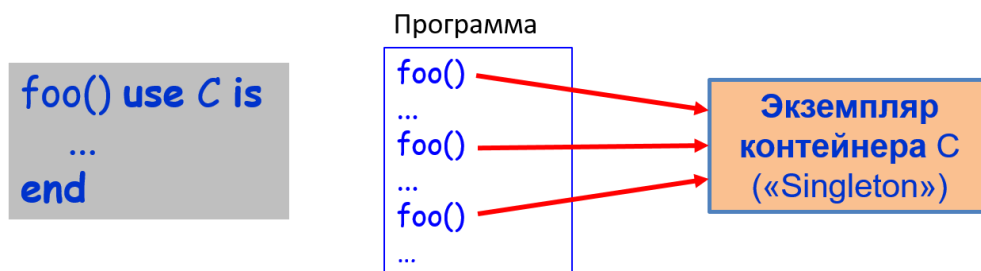 foo() use C is
...
end
Программа
foo()
...
foo()
...
foo()
...
Экземпляр
контейнера C
(«Singleton»)